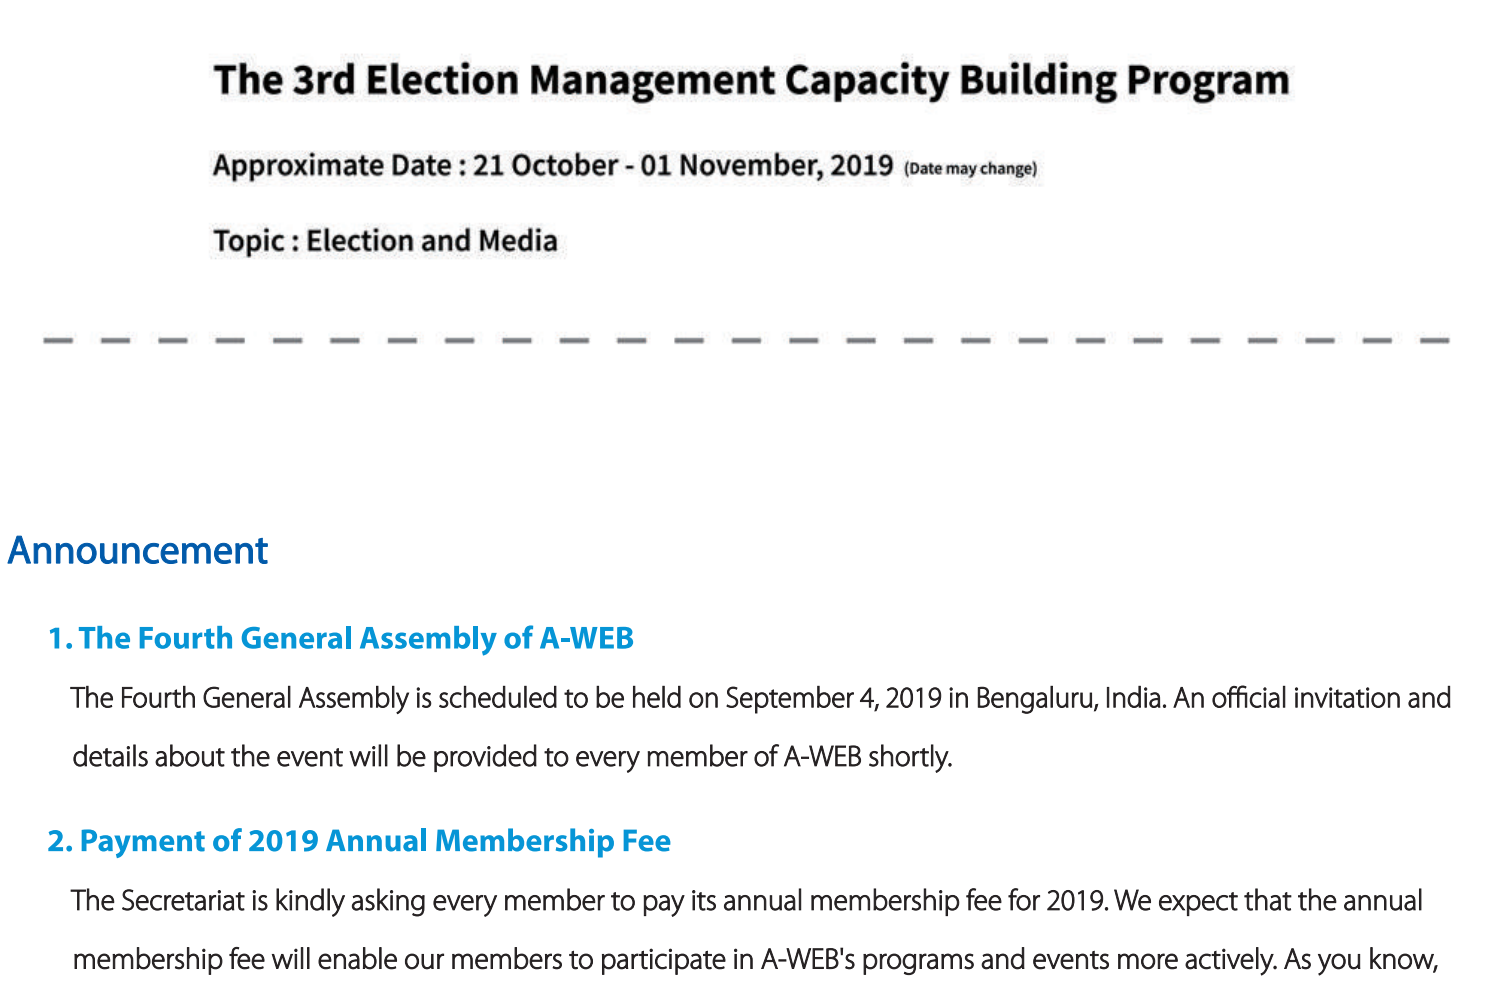 The 3rd Election Management Capacity Building Program
Approximate Date : 21 October - 01 November, 2019 (Date may change)
Topic : Election and Media
Announcement
1. The Fourth General Assembly of A-WEB
The Fourth General Assembly is scheduled to be held on September 4, 2019 in Bengaluru, India. An official invitation and
details about the event will be provided to every member of A-WEB shortly.
2. Payment of 2019 Annual Membership Fee
The Secretariat is kindly asking every member to pay its annual membership fee for 2019. We expect that the annual
membership fee will enable our members to participate in A-WEB's programs and events more actively. As you know,